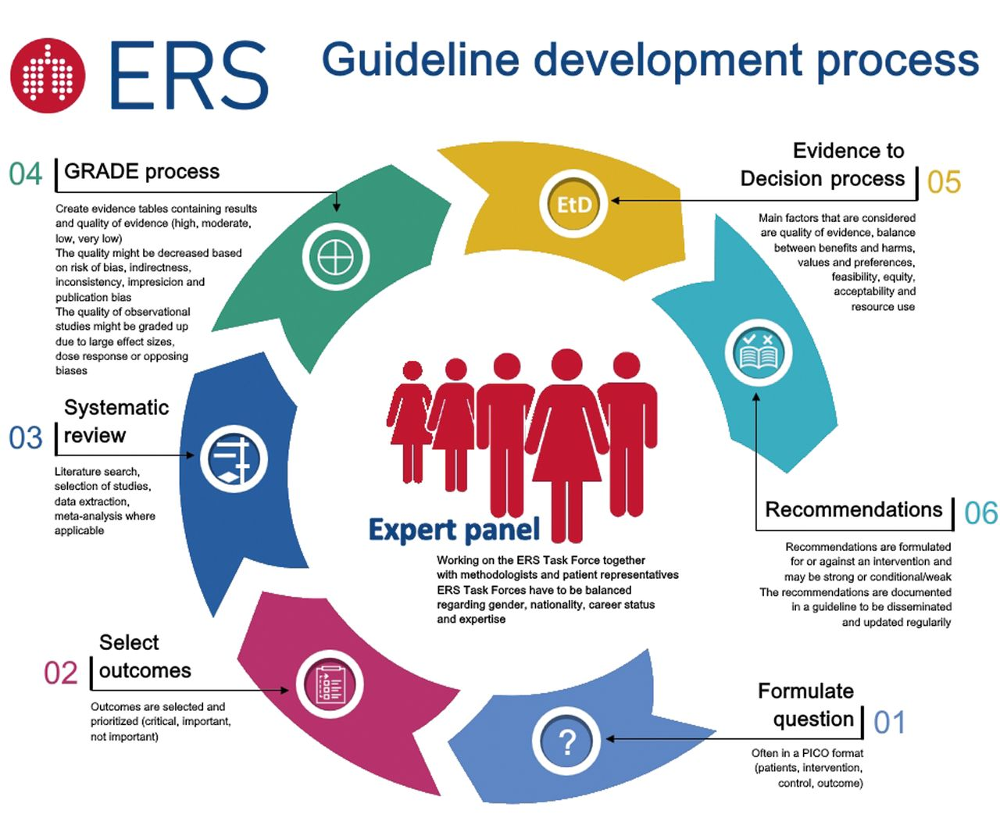 ERS
Guideline development process
04
GRADE process
Create evidence tables containing results
and quality of evidence (high, moderate,
low, very low)
The quality might be decreased based
on risk of bias, indirectness,
inconsistency, impresicion and
publication bias
The quality of observational
studies might be graded up
due to large effect sizes,
dose response or opposing
biases
EtD
Evidence to
Decision process
05
Main factors that are considered
are quality of evidence, balance
between benefits and harms,
values and preferences,
feasibility, equity,
acceptability and
resource use
03
Systematic
review
Literature search,
selection of studies,
data extraction,
meta-analysis where
applicable
Expert panel
Working on the ERS Task Force together
with methodologists and patient representatives
ERS Task Forces have to be balanced
regarding gender, nationality, career status
and expertise
Recommendations
06
Recommendations are formulated
for or against an intervention and
may be strong or conditional/weak
The recommendations are documented
in a guideline to be disseminated
and updated regularily
02
Select
outcomes
Outcomes are selected and
prioritized (critical, important,
not important)
?
Formulate
question
01
Often in a PICO format
(patients, intervention,
control, outcome)